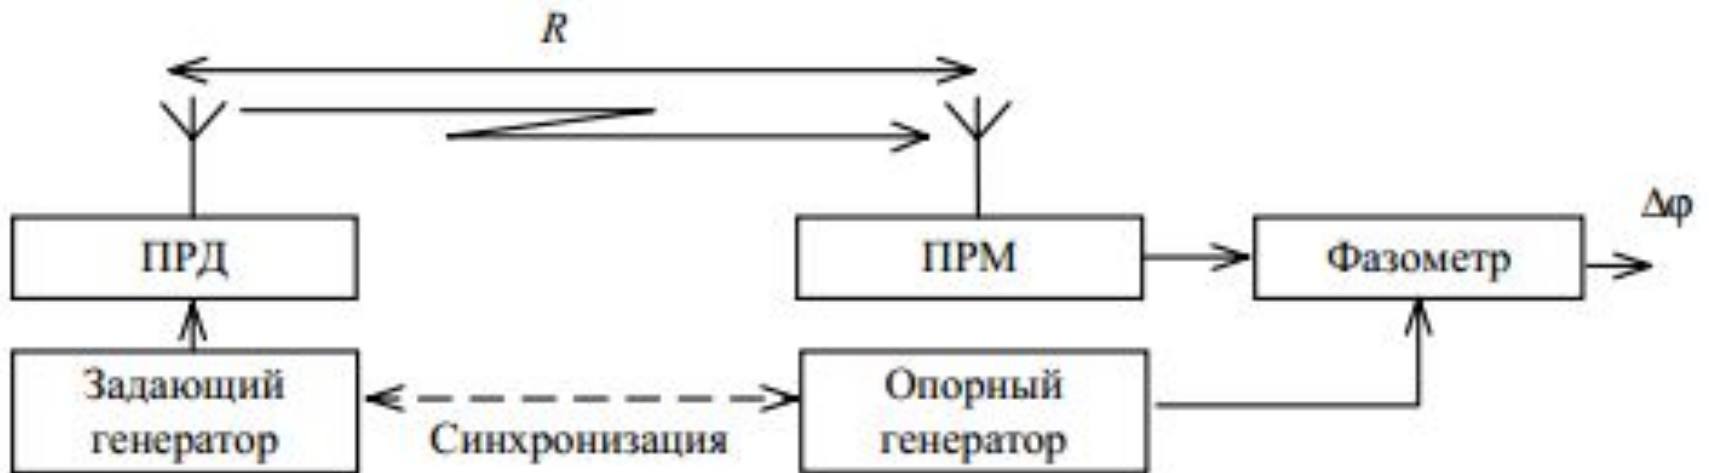 R
Δφ
ПРД
ПРМ
Фазометр
Задающий
генератор
Синхронизация
Опорный
генератор